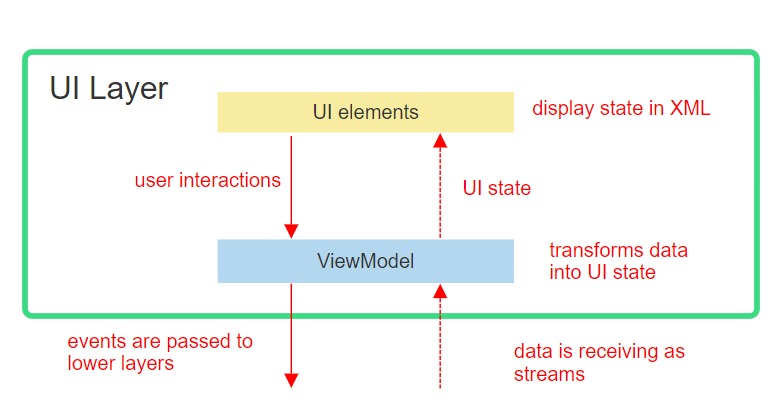 UI Layer
UI elements
display state in XML
user interactions
UI state
ViewModel
transforms data
into UI state
events are passed to
lower layers
data is receiving as
streams